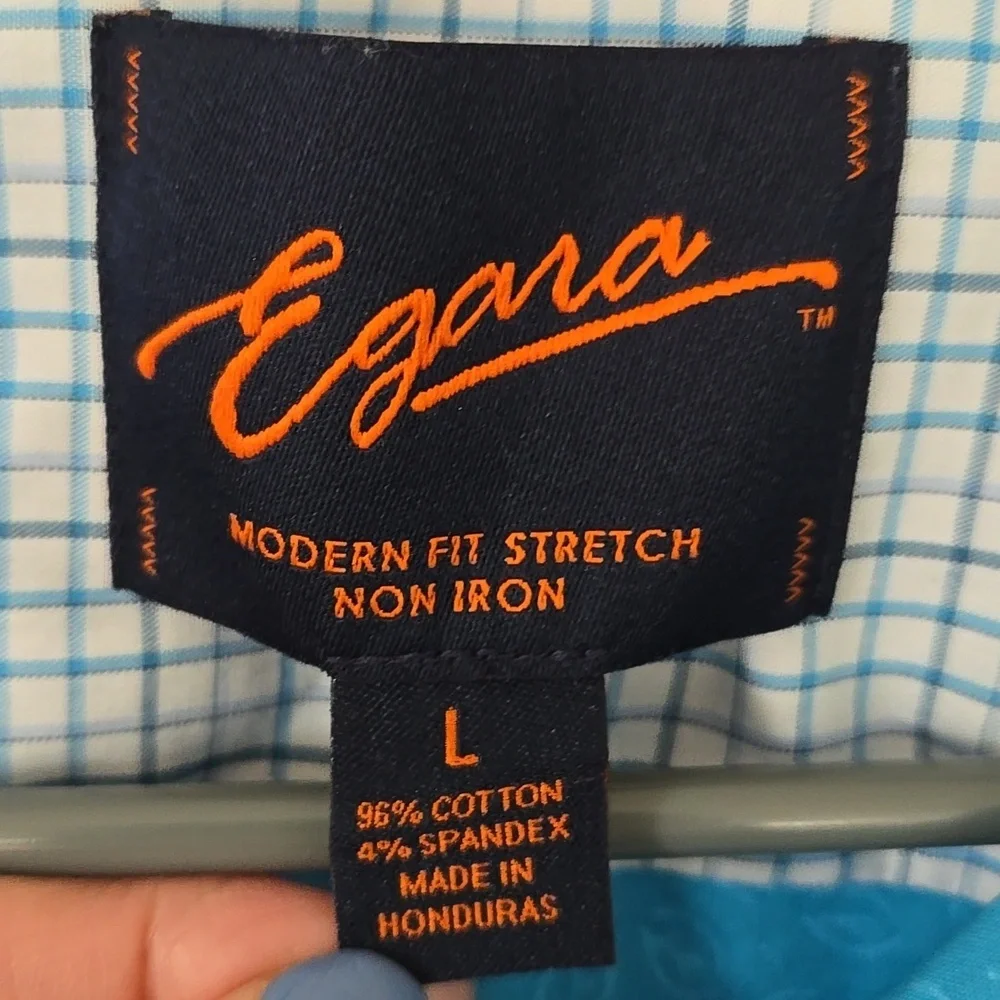 Egara
TM
MODERN FIT STRETCH
NON IRON
L
96% COTTON
4% SPANDEX
MADE IN
HONDURAS